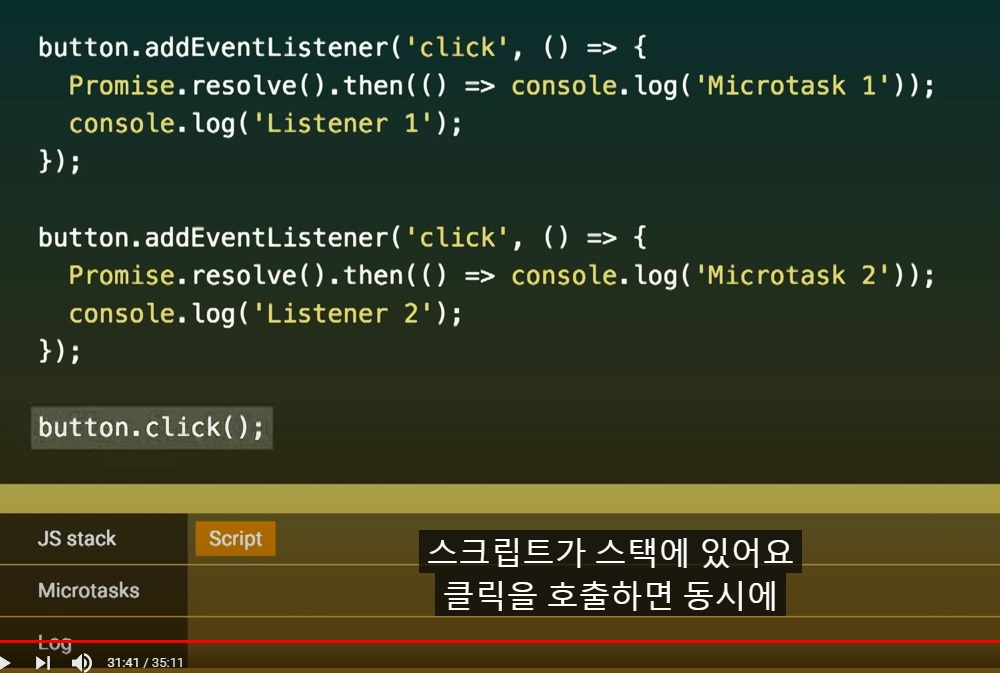 button.addEventListener('click', () => {
  Promise.resolve().then(() => console.log('Microtask 1'));
  console.log('Listener 1');
});
button.addEventListener('click', () => {
  Promise.resolve().then(() => console.log('Microtask 2'));
  console.log('Listener 2');
});
button.click();
JS stack
Script
스크립트가 스택에 있어요
클릭을 호출하면 동시에
Microtasks
Log
31:41 / 35:11